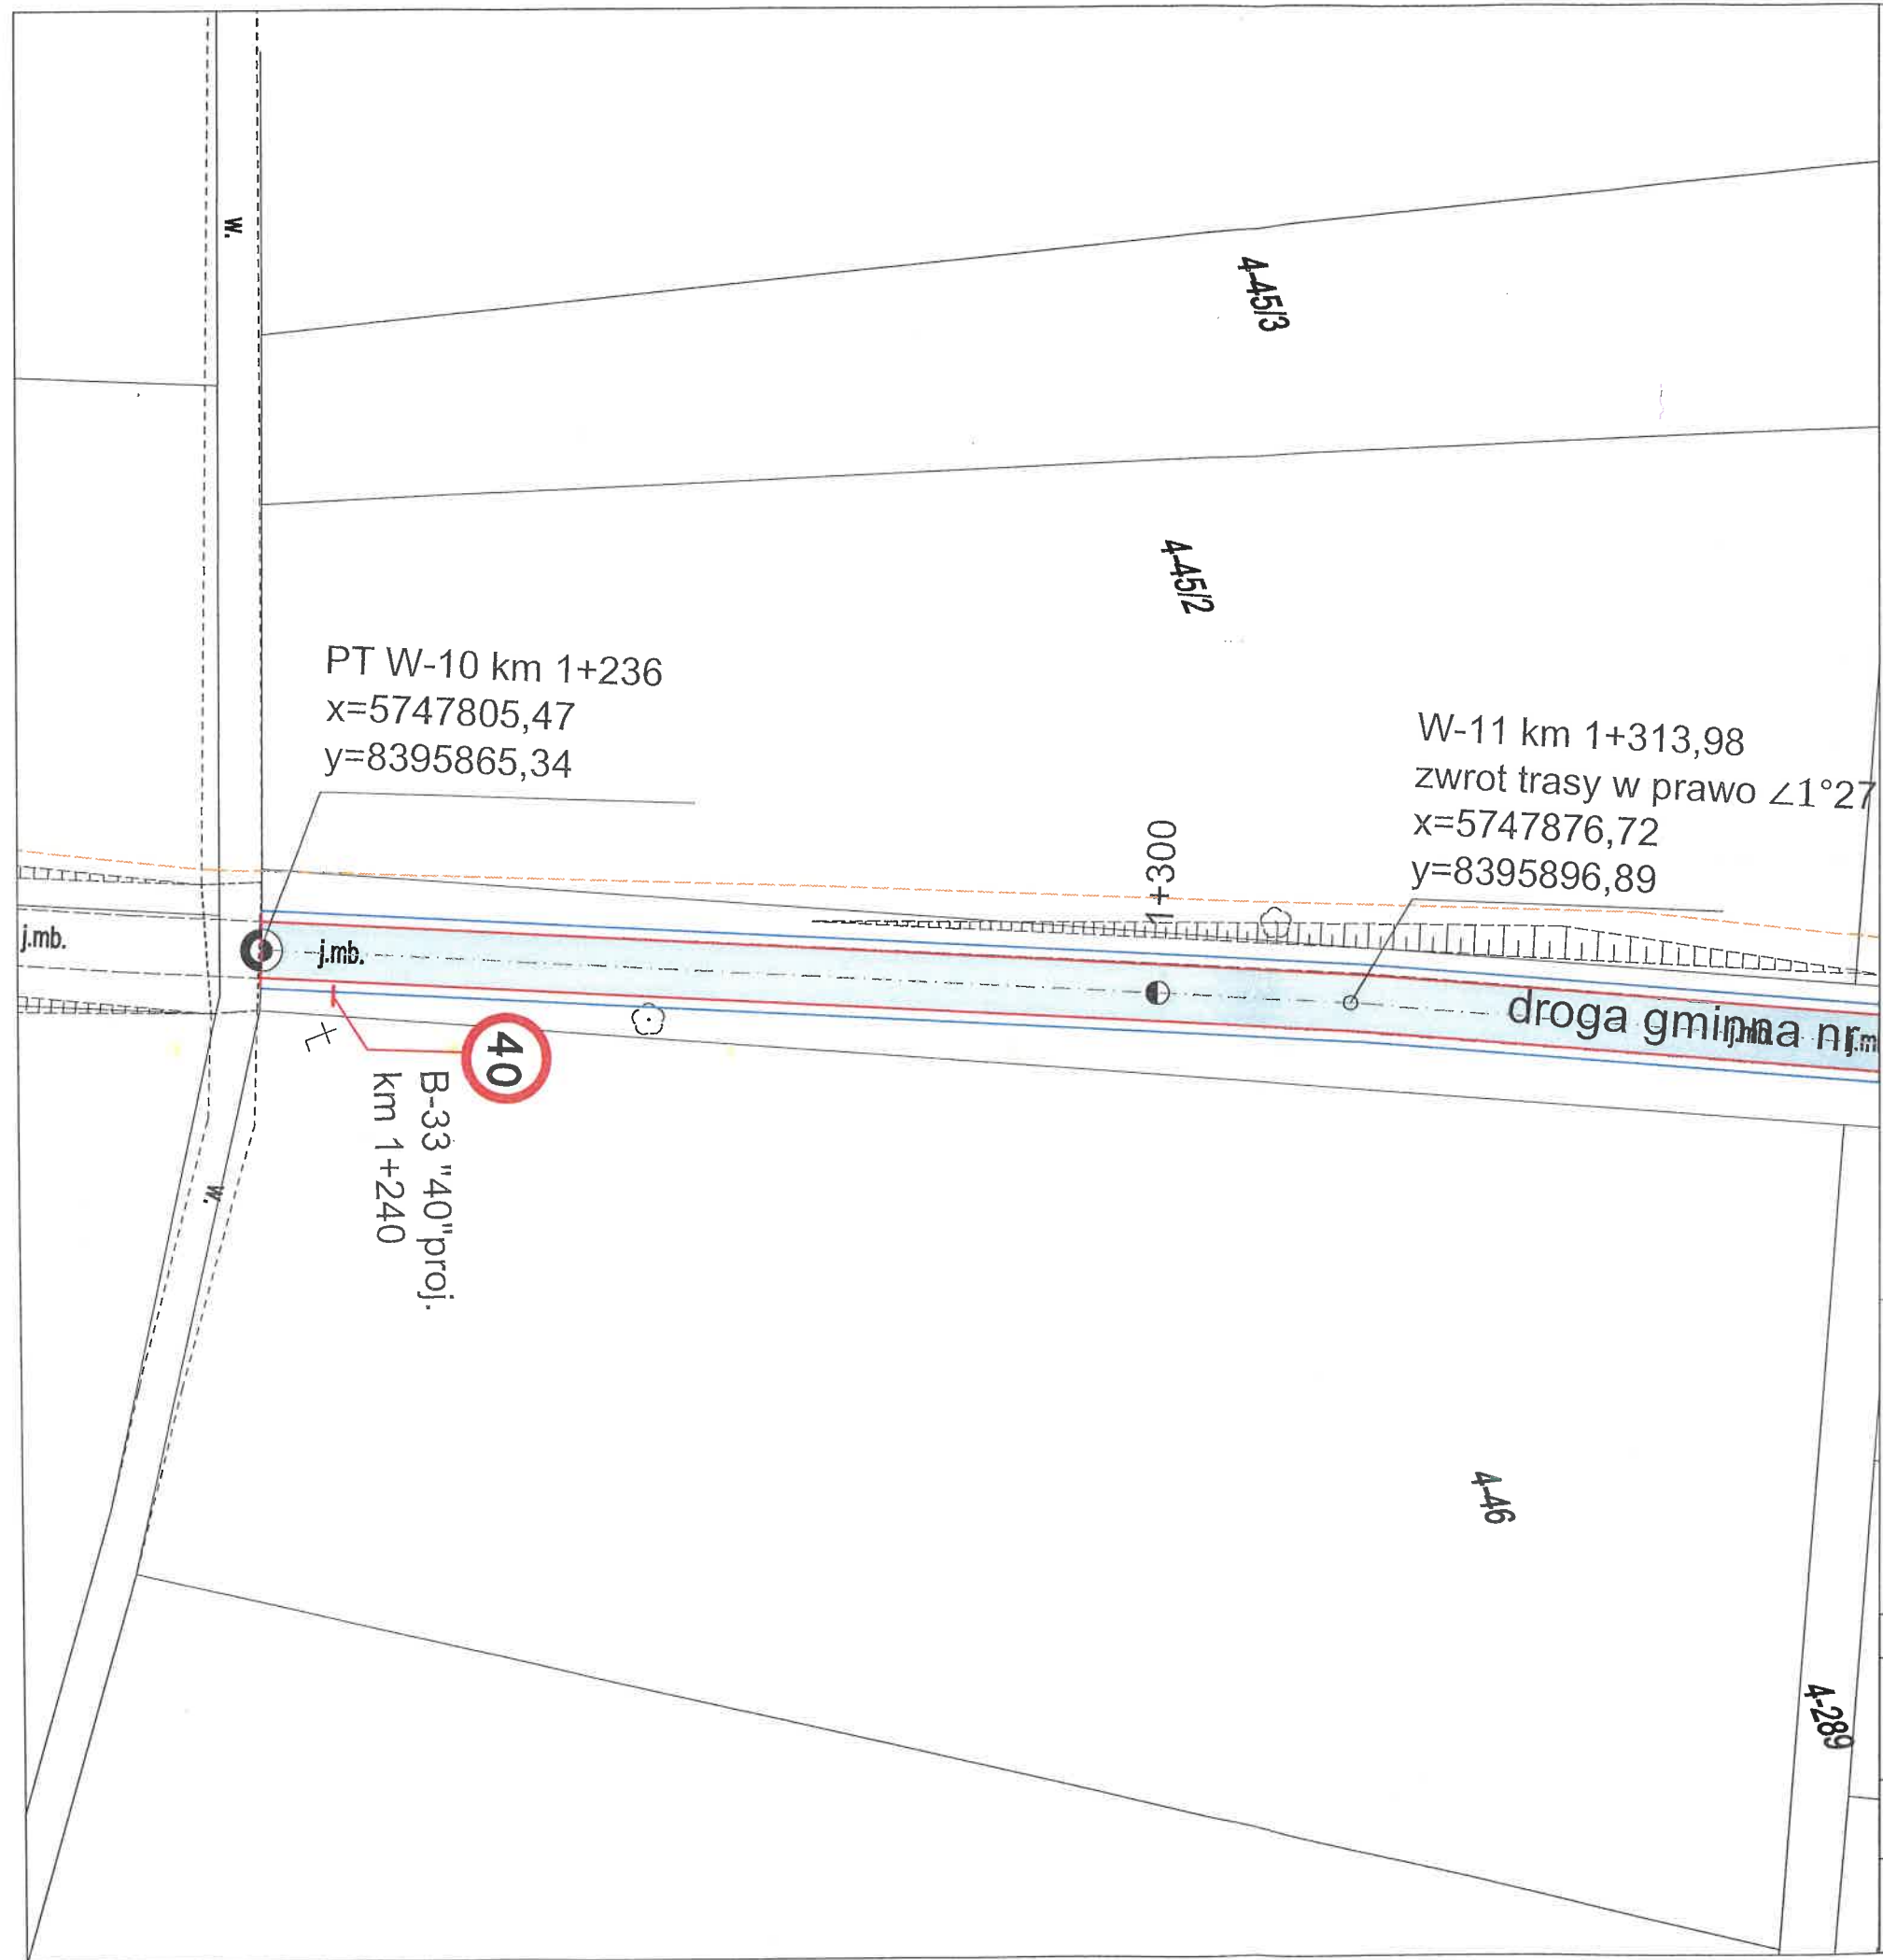 w.
4-45/3
4-45/2
PT W-10 km 1+236
x=5747805,47
y=8395865,34
W-11 km 1+313,98
zwrot trasy w prawo ∠1°27
x=5747876,72
y=8395896,89
1+300
j.mb.
j.mb.
droga gminna nr
40
B-33 "40"proj.
km 1+240
w.
4-46
4-289